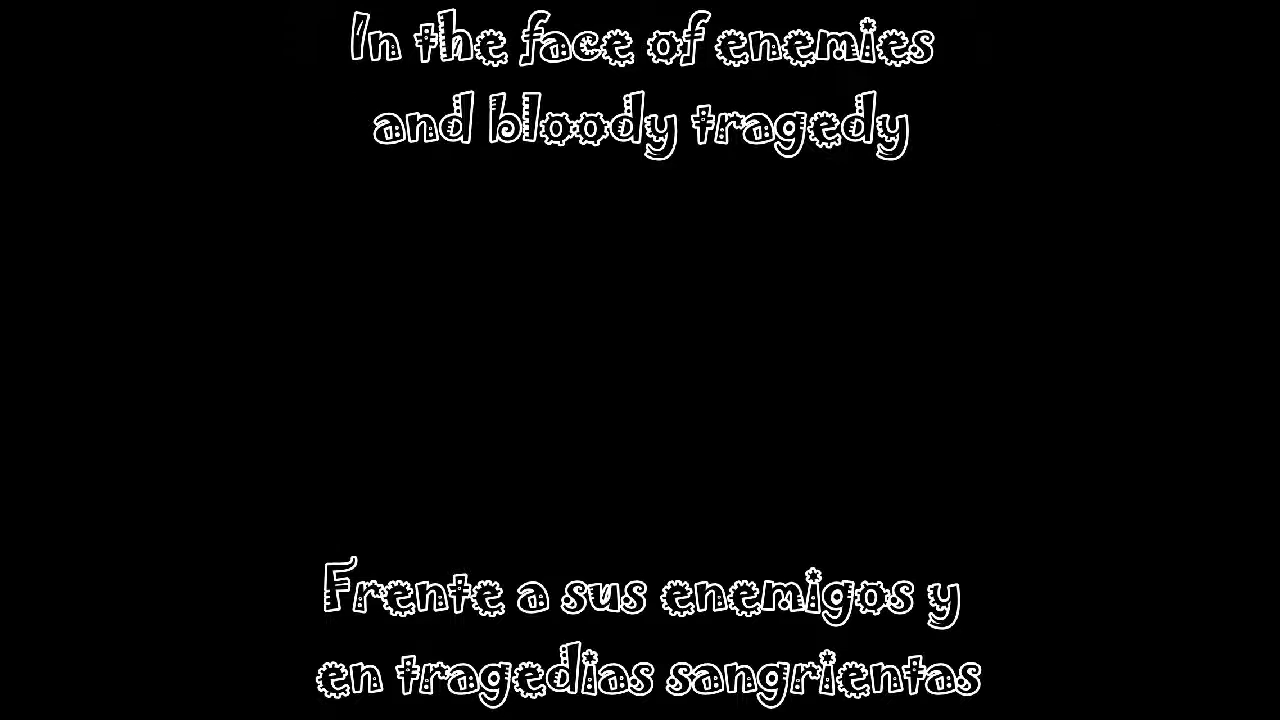 In the face of enemies
and bloody tragedy
Frente a sus enemigos y
en tragedias sangrientas